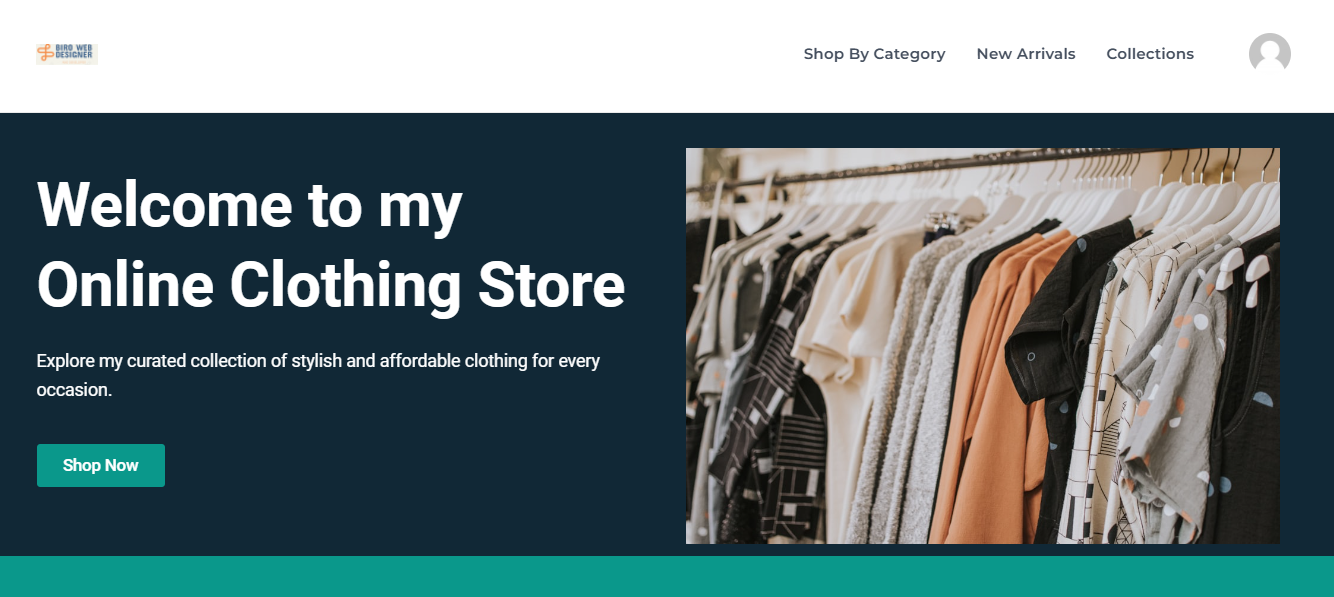 BIRO WEB
DESIGNER
Shop By Category
New Arrivals
Collections
Welcome to my
Online Clothing Store
Explore my curated collection of stylish and affordable clothing for every
occasion.
Shop Now